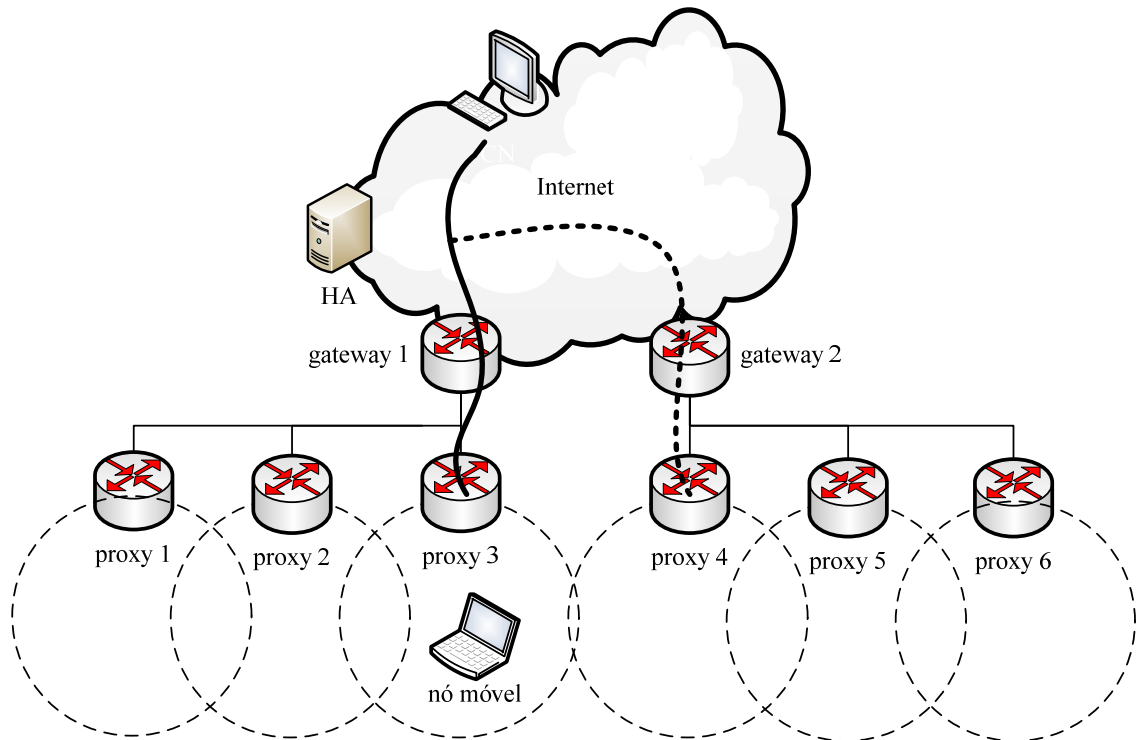 CN
Internet
HA
gateway 1
gateway 2
proxy 1
proxy 2
proxy 3
proxy 4
proxy 5
proxy 6
nó móvel